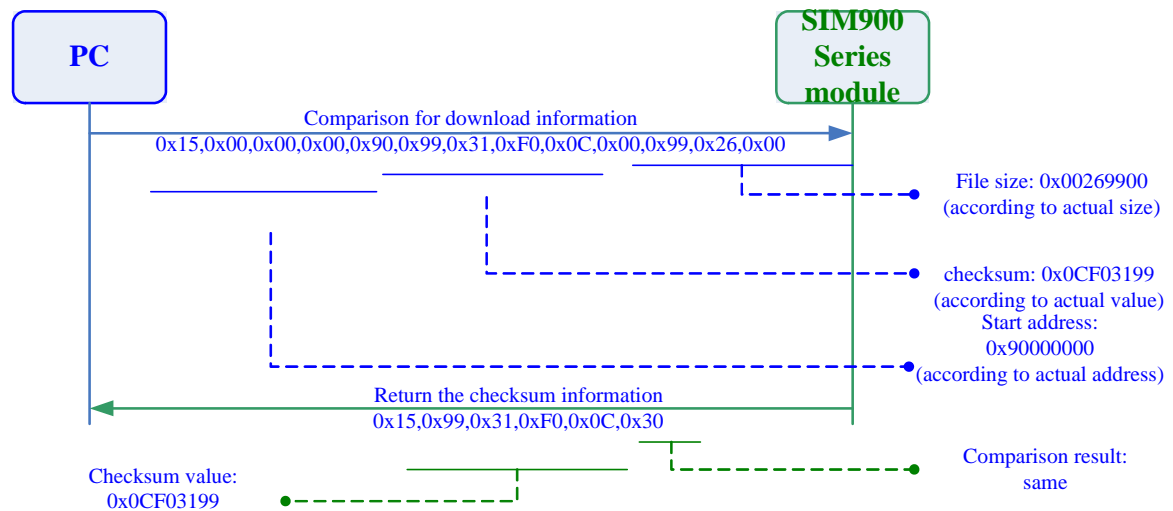 PC
SIM900
Series
module
Comparison for download information
0x15,0x00,0x00,0x00,0x90,0x99,0x31,0xF0,0x0C,0x00,0x99,0x26,0x00
File size: 0x00269900
(according to actual size)
checksum: 0x0CF03199
(according to actual value)
Start address:
0x90000000
(according to actual address)
Return the checksum information
0x15,0x99,0x31,0xF0,0x0C,0x30
Checksum value:
0x0CF03199
Comparison result:
same